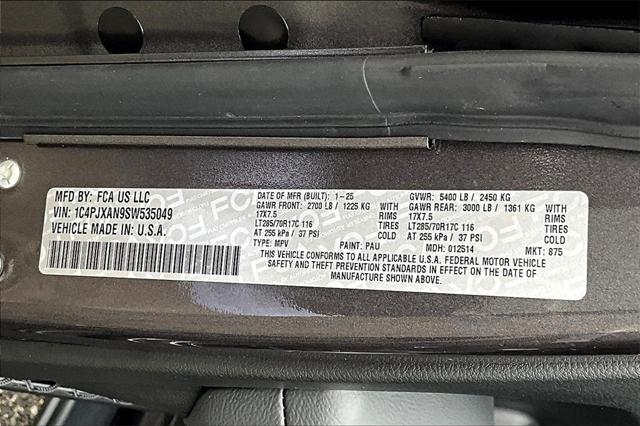 MFD BY: FCA US LLC
VIN: 1C4PJXAN9SW535049
VEHICLE MADE IN: U.S.A.
DATE OF MFR (BUILT): 1-25 GVWR: 5400 LB / 2450 KG
GAWR FRONT: 2700 LB / 1225 KG WITH GAWR REAR: 3000 LB / 1361 KG WITH
17X7.5 RIMS 17X7.5 RIMS
LT285/70R17C 116 TIRES LT285/70R17C 116 TIRES
AT 255 kPa / 37 PSI COLD AT 255 kPa / 37 PSI COLD
TYPE: MPV PAINT: PAU MDH: 012514 MKT: 875
THIS VEHICLE CONFORMS TO ALL APPLICABLE U.S.A. FEDERAL MOTOR VEHICLE
SAFETY AND THEFT PREVENTION STANDARDS IN EFFECT ON THE DATE OF
MANUFACTURE SHOWN ABOVE.